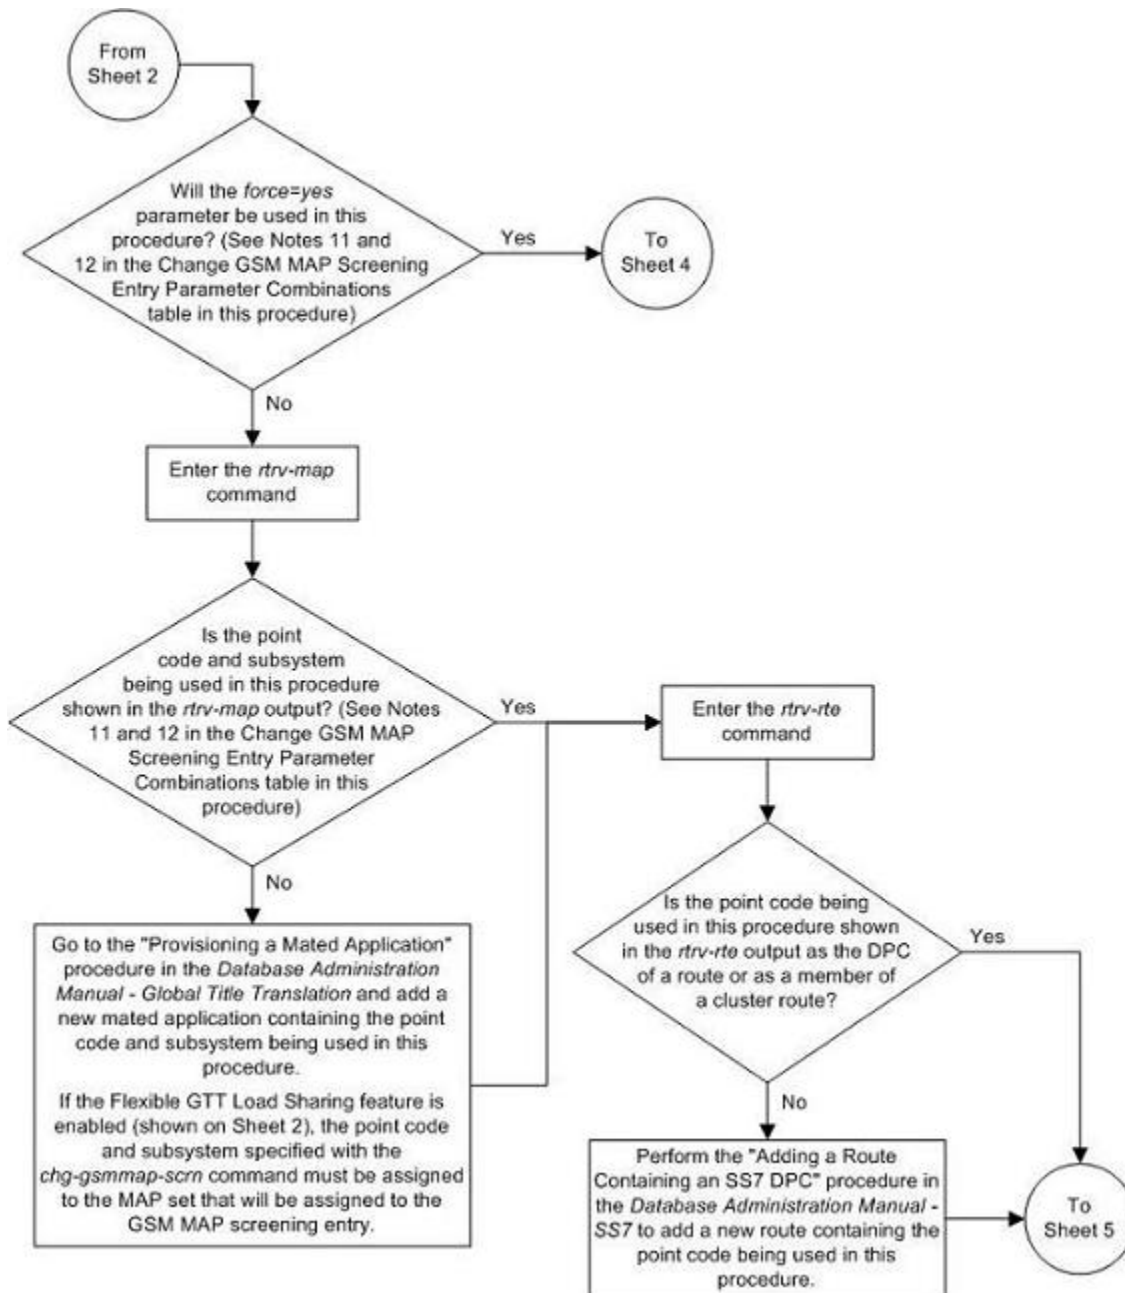 From
Sheet 2
Will the force=yes
parameter be used in this
procedure? (See Notes 11 and
12 in the Change GSM MAP Screening
Entry Parameter Combinations
table in this procedure)
Yes
To
Sheet 4
No
Enter the rtrv-map
command
Is the point
code and subsystem
being used in this procedure
shown in the rtrv-map output? (See Notes
11 and 12 in the Change GSM MAP
Screening Entry Parameter
Combinations table in this
procedure)
Yes
Enter the rtrv-rte
command
No
Go to the "Provisioning a Mated Application"
procedure in the Database Administration
Manual - Global Title Translation and add a
new mated application containing the point
code and subsystem being used in this
procedure.
If the Flexible GTT Load Sharing feature is
enabled (shown on Sheet 2), the point code
and subsystem specified with the
chg-gsmmap-scrn command must be assigned
to the MAP set that will be assigned to the
GSM MAP screening entry.
Is the point code being
used in this procedure shown
in the rtrv-rte output as the DPC
of a route or as a member of
a cluster route?
Yes
No
Perform the "Adding a Route
Containing an SS7 DPC" procedure in
the Database Administration Manual -
SS7 to add a new route containing the
point code being used in this
procedure.
To
Sheet 5